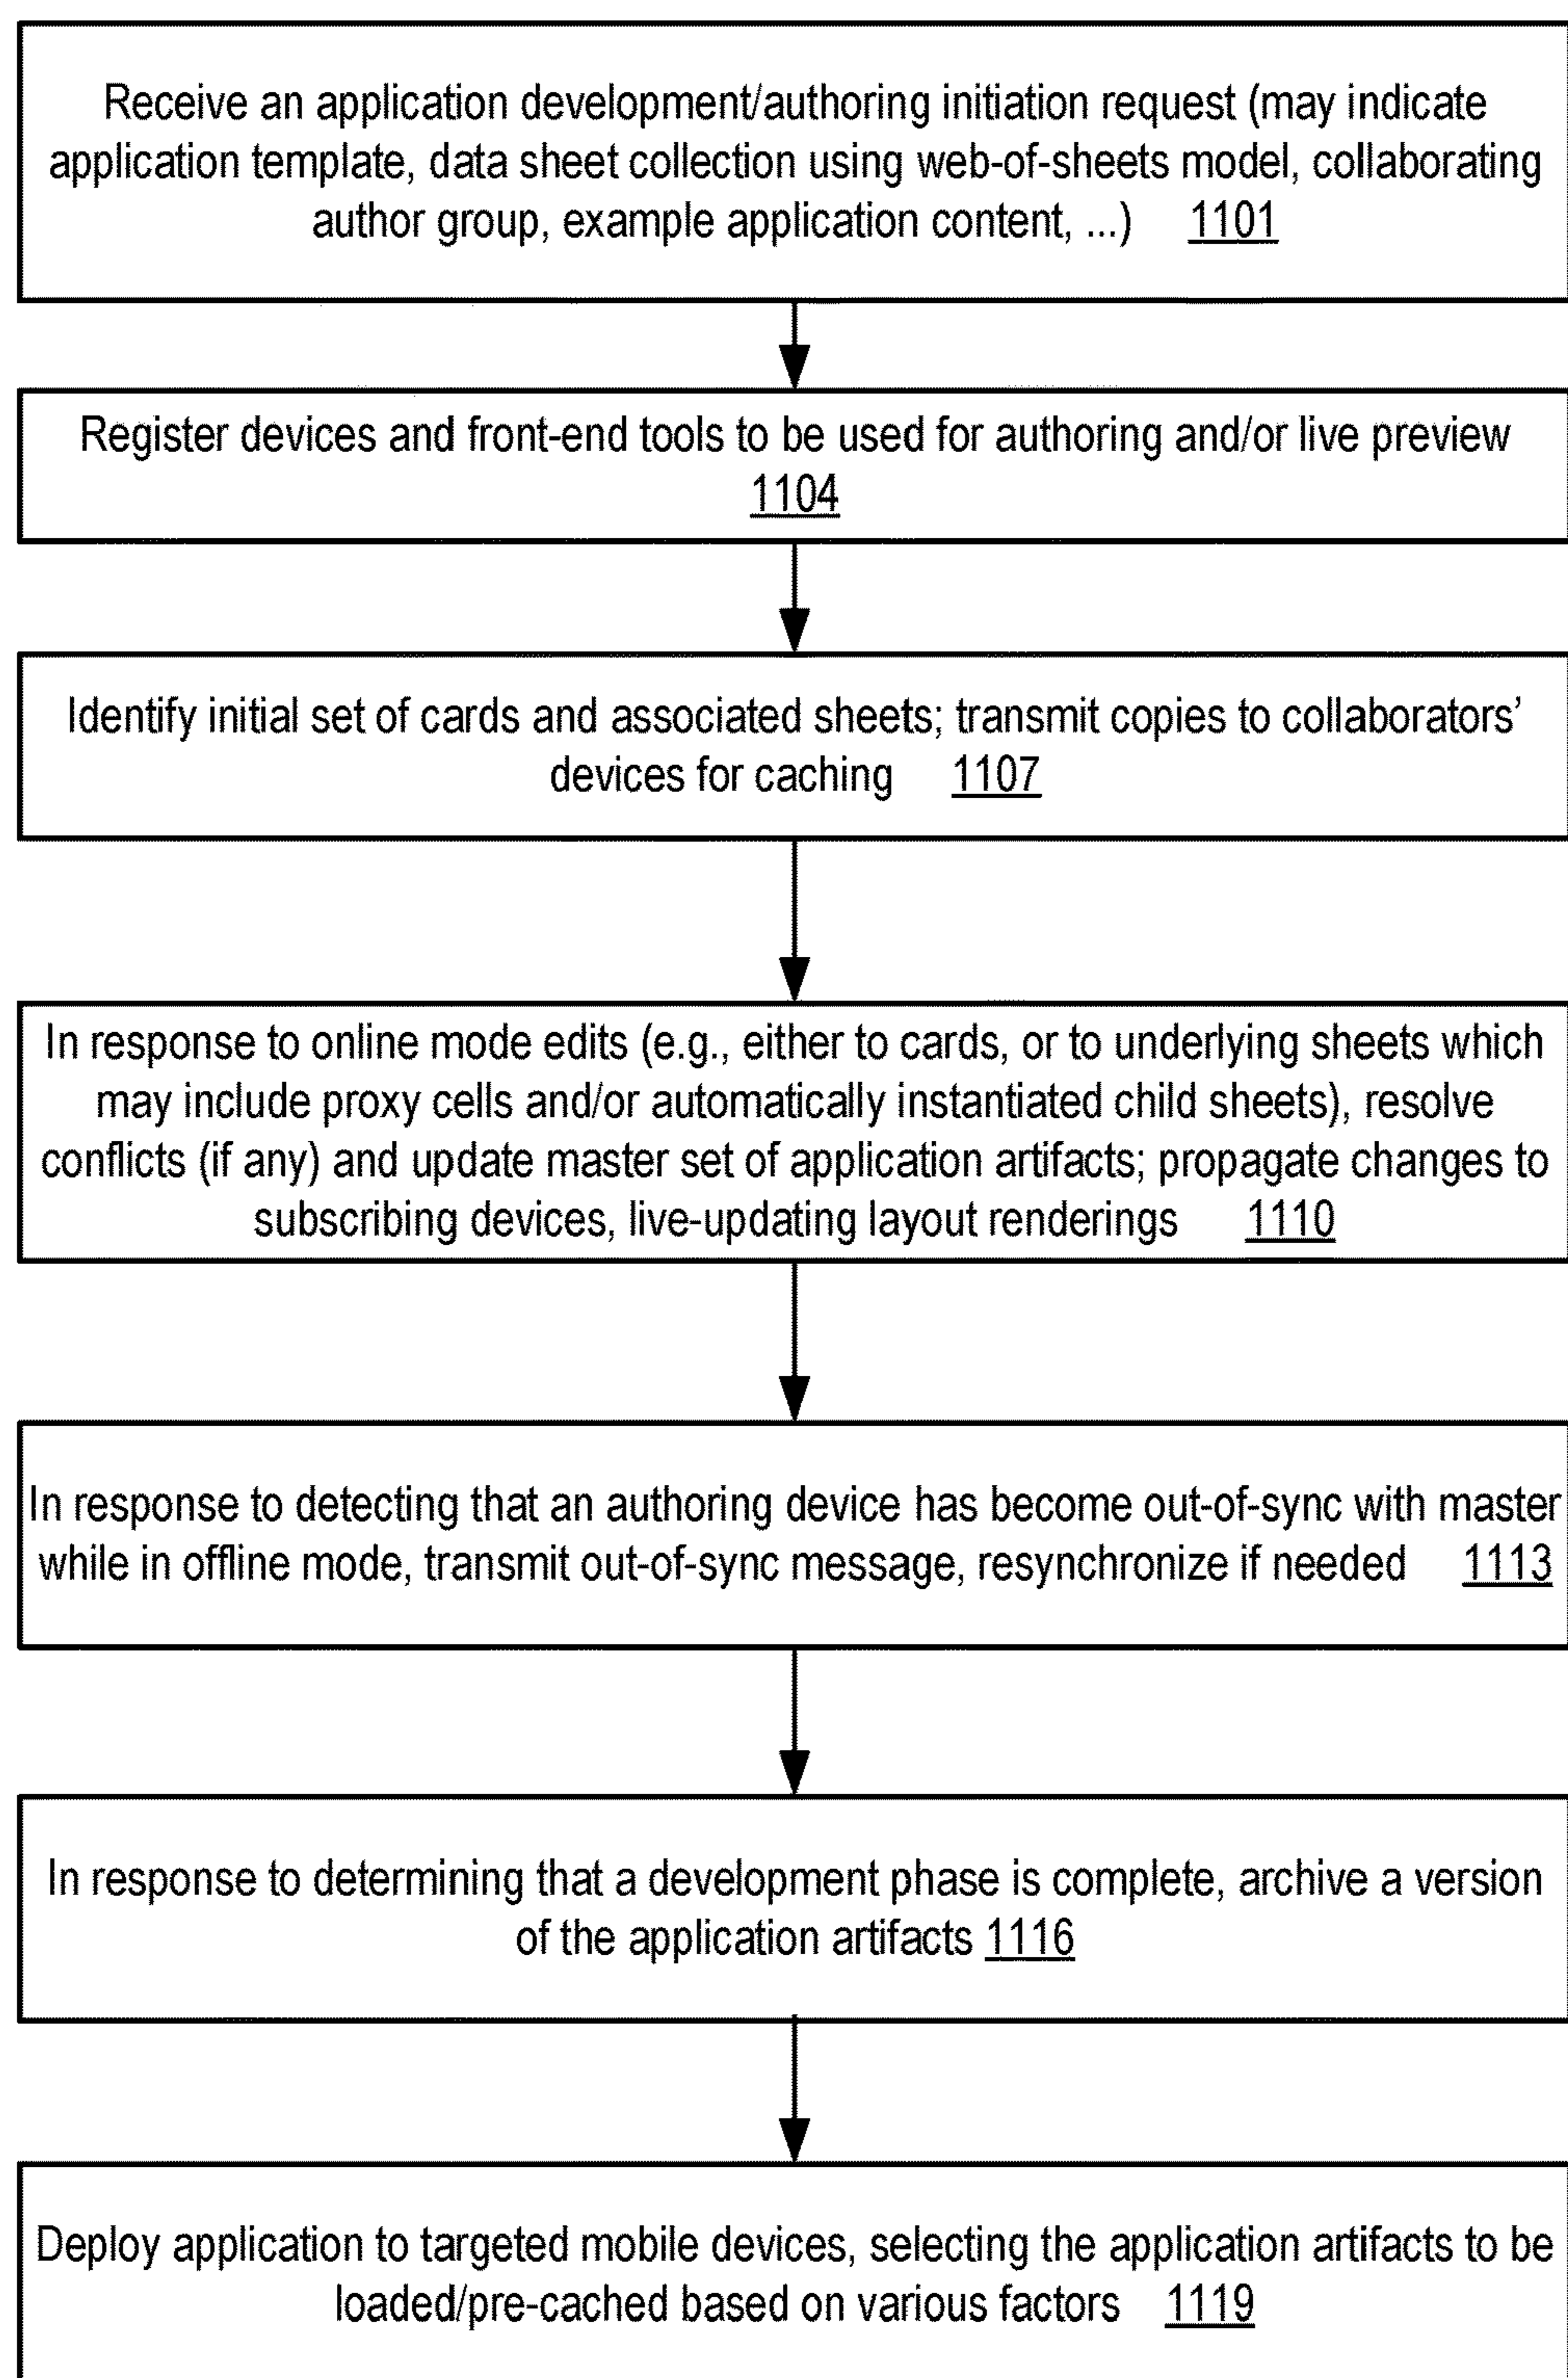 Receive an application development/authoring initiation request (may indicate
application template, data sheet collection using web-of-sheets model, collaborating
author group, example application content, ...) 1101
Register devices and front-end tools to be used for authoring and/or live preview
1104
Identify initial set of cards and associated sheets; transmit copies to collaborators’
devices for caching 1107
In response to online mode edits (e.g., either to cards, or to underlying sheets which
may include proxy cells and/or automatically instantiated child sheets), resolve
conflicts (if any) and update master set of application artifacts; propagate changes to
subscribing devices, live-updating layout renderings 1110
In response to detecting that an authoring device has become out-of-sync with master
while in offline mode, transmit out-of-sync message, resynchronize if needed 1113
In response to determining that a development phase is complete, archive a version
of the application artifacts 1116
Deploy application to targeted mobile devices, selecting the application artifacts to be
loaded/pre-cached based on various factors 1119